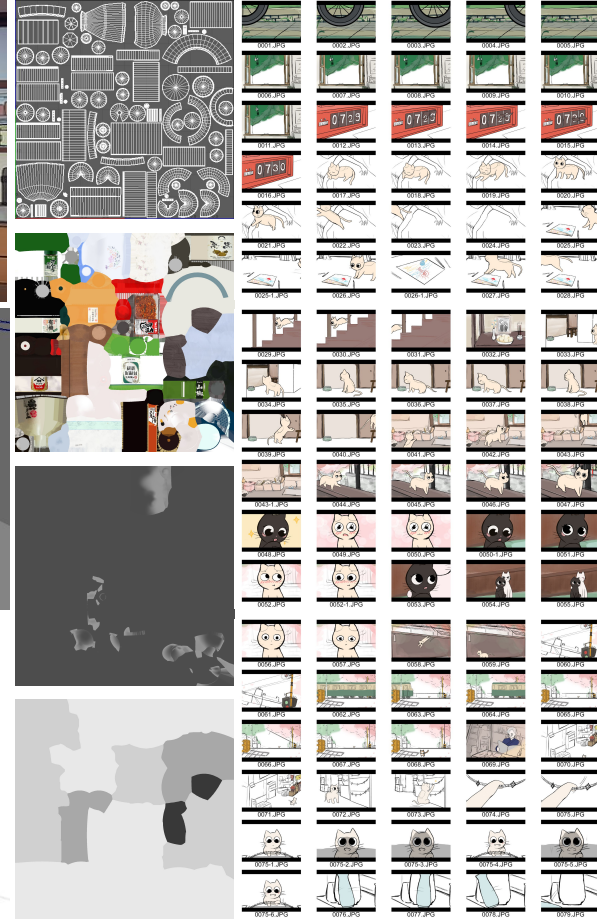 0001.JPG 0002.JPG 0003.JPG 0004.JPG 0005.JPG
0006.JPG 0007.JPG 0008.JPG 0009.JPG 0010.JPG
0729 0729
0011.JPG 0012.JPG 0013.JPG 0014.JPG 0015.JPG
0730
0016.JPG 0017.JPG 0018.JPG 0019.JPG 0020.JPG
0021.JPG 0022.JPG 0023.JPG 0024.JPG 0025.JPG
0025-1.JPG 0026.JPG 0026-1.JPG 0027.JPG 0028.JPG
0029.JPG 0030.JPG 0031.JPG 0032.JPG 0033.JPG
0034.JPG 0035.JPG 0036.JPG 0037.JPG 0038.JPG
0039.JPG 0040.JPG 0041.JPG 0042.JPG 0043.JPG
0043-1.JPG 0044.JPG 0045.JPG 0046.JPG 0047.JPG
0048.JPG 0049.JPG 0050.JPG 0050-1.JPG 0051.JPG
0052.JPG 0052-1.JPG 0053.JPG 0054.JPG 0055.JPG
0056.JPG 0057.JPG 0058.JPG 0059.JPG 0060.JPG
0061.JPG 0062.JPG 0063.JPG 0064.JPG 0065.JPG
0066.JPG 0067.JPG 0068.JPG 0069.JPG 0070.JPG
0071.JPG 0072.JPG 0073.JPG 0074.JPG 0075.JPG
0075-1.JPG 0075-2.JPG 0075-3.JPG 0075-4.JPG 0075-5.JPG
0075-6.JPG 0076.JPG 0077.JPG 0078.JPG 0079.JPG